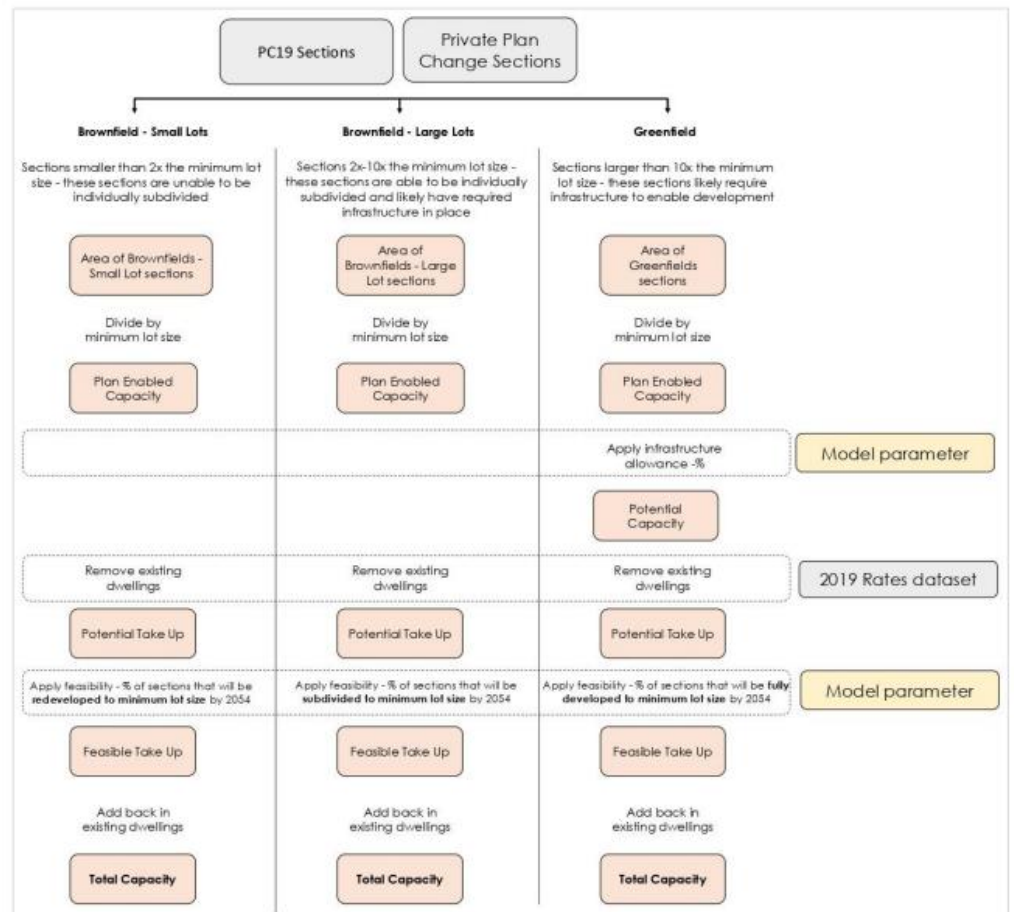 PC19 Sections
Private Plan
Change Sections
Brownfield - Small Lots
Sections smaller than 2x the minimum lot
size - these sections are unable to be
individually subdivided
Area of Brownfields -
Small Lot sections
Divide by
minimum lot size
Plan Enabled
Capacity
Brownfield - Large Lots
Sections 2x-10x the minimum lot size -
these sections are able to be individually
subdivided and likely have required
infrastructure in place
Area of
Brownfields - Large
Lot sections
Divide by
minimum lot size
Plan Enabled
Capacity
Greenfield
Sections larger than 10x the minimum
lot size - these sections likely require
infrastructure to enable development
Area of
Greenfields
sections
Divide by
minimum lot size
Plan Enabled
Capacity
Apply infrastructure
allowance -%
Model parameter
Potential
Capacity
Remove existing
dwellings
Remove existing
dwellings
Remove existing
dwellings
2019 Rates dataset
Potential Take Up
Potential Take Up
Potential Take Up
Apply feasibility - % of sections that will be
redeveloped to minimum lot size by 2054
Apply feasibility - % of sections that will be
subdivided to minimum lot size by 2054
Apply feasibility - % of sections that will be fully
developed to minimum lot size by 2054
Model parameter
Feasible Take Up
Feasible Take Up
Feasible Take Up
Add back in
existing dwellings
Add back in
existing dwellings
Add back in
existing dwellings
Total Capacity
Total Capacity
Total Capacity